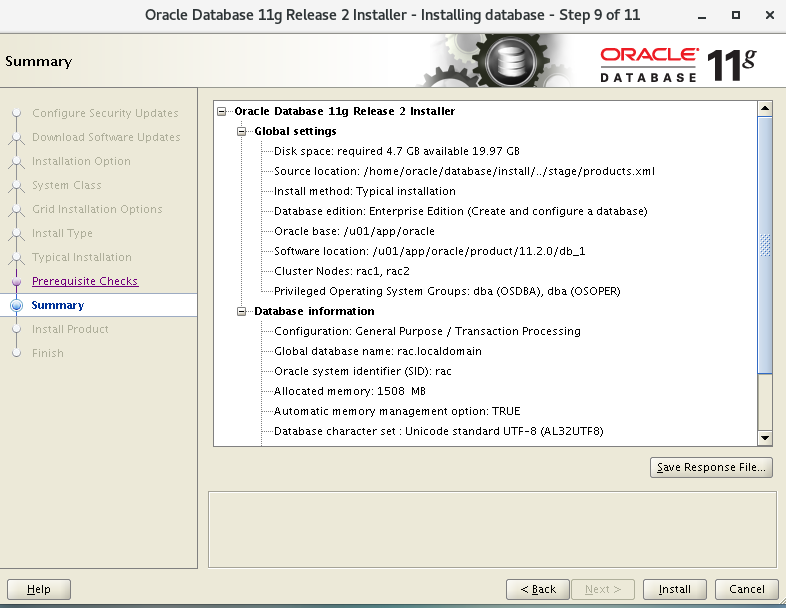 Oracle Database 11g Release 2 Installer - Installing database - Step 9 of 11
Summary
ORACLE
DATABASE
11g
Configure Security Updates
Download Software Updates
Installation Option
System Class
Grid Installation Options
Install Type
Typical Installation
Prerequisite Checks
Summary
Install Product
Finish
Oracle Database 11g Release 2 Installer
Global settings
Disk space: required 4.7 GB available 19.97 GB
Source location: /home/oracle/database/install/../stage/products.xml
Install method: Typical installation
Database edition: Enterprise Edition (Create and configure a database)
Oracle base: /u01/app/oracle
Software location: /u01/app/oracle/product/11.2.0/db_1
Cluster Nodes: rac1, rac2
Privileged Operating System Groups: dba (OSDBA), dba (OSOPER)
Database information
Configuration: General Purpose / Transaction Processing
Global database name: rac.localdomain
Oracle system identifier (SID): rac
Allocated memory: 1508 MB
Automatic memory management option: TRUE
Database character set : Unicode standard UTF-8 (AL32UTF8)
Save Response File...
Help
< Back
Next >
Install
Cancel